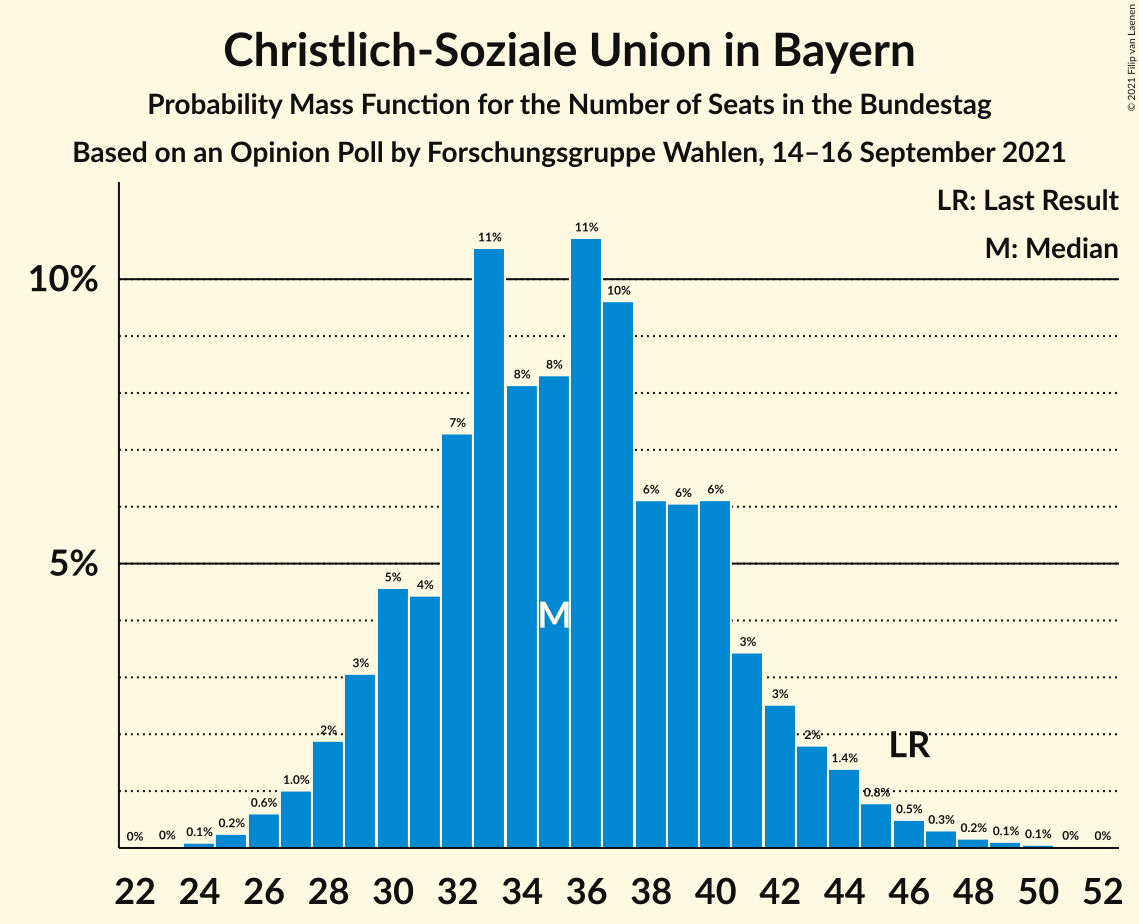 Christlich-Soziale Union in Bayern
Probability Mass Function for the Number of Seats in the Bundestag
Based on an Opinion Poll by Forschungsgruppe Wahlen, 14–16 September 2021
© 2021 Filip van Laenen
LR: Last Result
M: Median
10%
5%
0% 0% 0.1% 0.2% 0.6% 1.0% 2% 3% 5% 4% 7% 11% 8% 8% 11% 10% 6% 6% 6% 3% 3% 2% 1.4% 0.8% 0.5% 0.3% 0.2% 0.1% 0.1% 0% 0%
M
LR
22 24 26 28 30 32 34 36 38 40 42 44 46 48 50 52